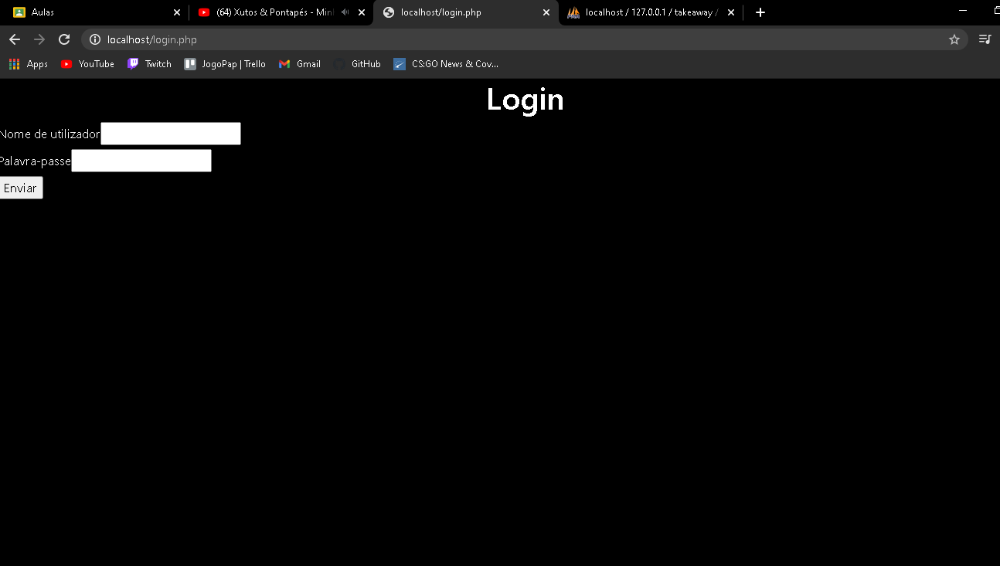 Aulas (64) Xutos & Pontapés - Min localhost/login.php localhost / 127.0.0.1 / takeaway /
localhost/login.php
Apps YouTube Twitch JogoPap | Trello Gmail GitHub CS:GO News & Cov...
Login
Nome de utilizador
Palavra-passe
Enviar